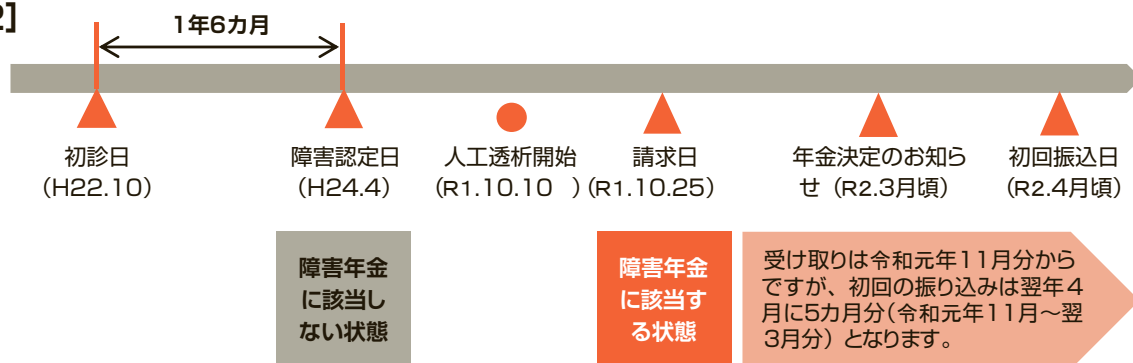 2]
1年6カ月
初診日
(H22.10)
障害認定日
(H24.4)
人工透析開始
(R1.10.10 )
請求日
(R1.10.25)
年金決定のお知ら
せ(R2.3月頃)
初回振込日
(R2.4月頃)
障害年金
に該当し
ない状態
障害年金
に該当す
る状態
受け取りは令和元年11月分から
ですが、初回の振り込みは翌年4
月に5カ月分(令和元年11月〜翌
3月分)となります。